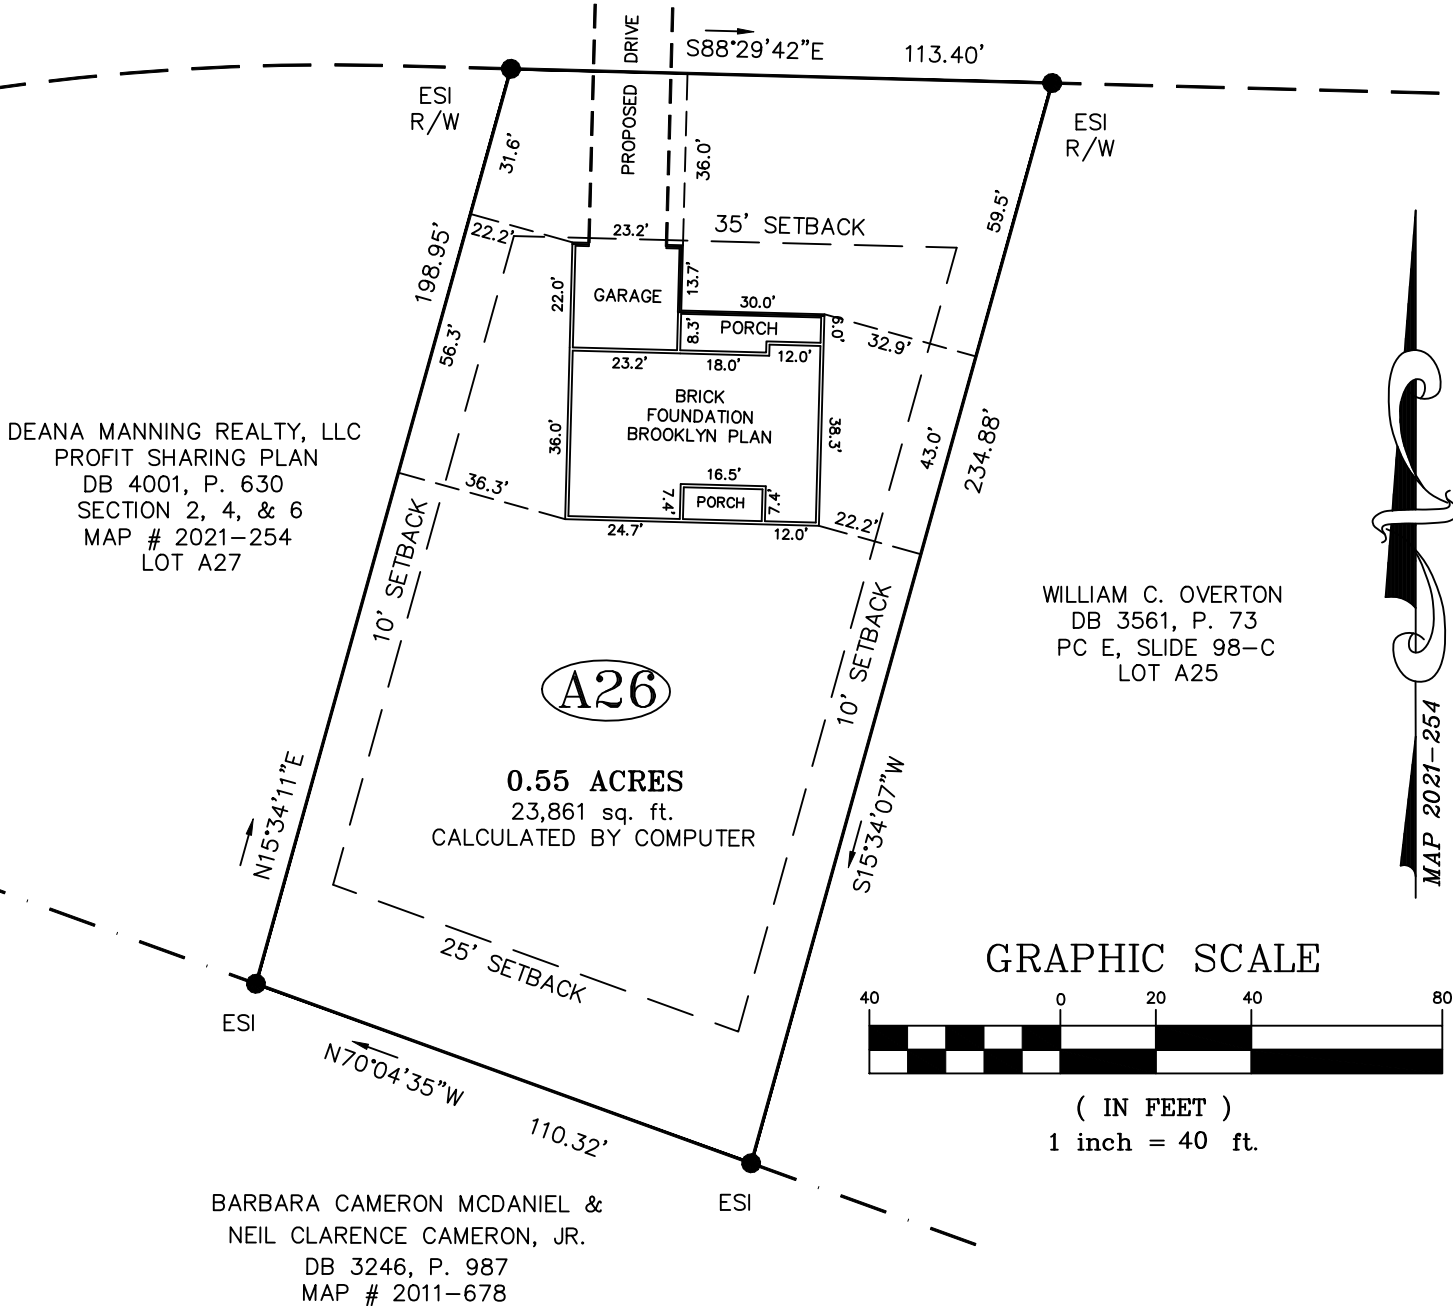 S88°29'42"E
113.40'
PROPOSED DRIVE
ESI
R/W
ESI
R/W
31.6'
36.0'
59.5'
22.2'
23.2'
35' SETBACK
198.95'
22.0'
GARAGE
13.7'
30.0'
PORCH
8.3'
6.0'
32.9'
56.3'
23.2'
18.0'
12.0'
BRICK
FOUNDATION
BROOKLYN PLAN
36.0'
38.3'
43.0'
234.88'
DEANA MANNING REALTY, LLC
PROFIT SHARING PLAN
DB 4001, P. 630
SECTION 2, 4, & 6
MAP # 2021-254
LOT A27
36.3'
16.5'
7.4'
PORCH
7.4'
24.7'
12.0'
22.2'
10' SETBACK
10' SETBACK
WILLIAM C. OVERTON
DB 3561, P. 73
PC E, SLIDE 98-C
LOT A25
A26
0.55 ACRES
23,861 sq. ft.
CALCULATED BY COMPUTER
N15°34'11"E
S15°34'07"W
MAP 2021-254
25' SETBACK
ESI
N70°04'35"W
110.32'
ESI
GRAPHIC SCALE
40 0 20 40 80
( IN FEET )
1 inch = 40 ft.
BARBARA CAMERON MCDANIEL &
NEIL CLARENCE CAMERON, JR.
DB 3246, P. 987
MAP # 2011-678